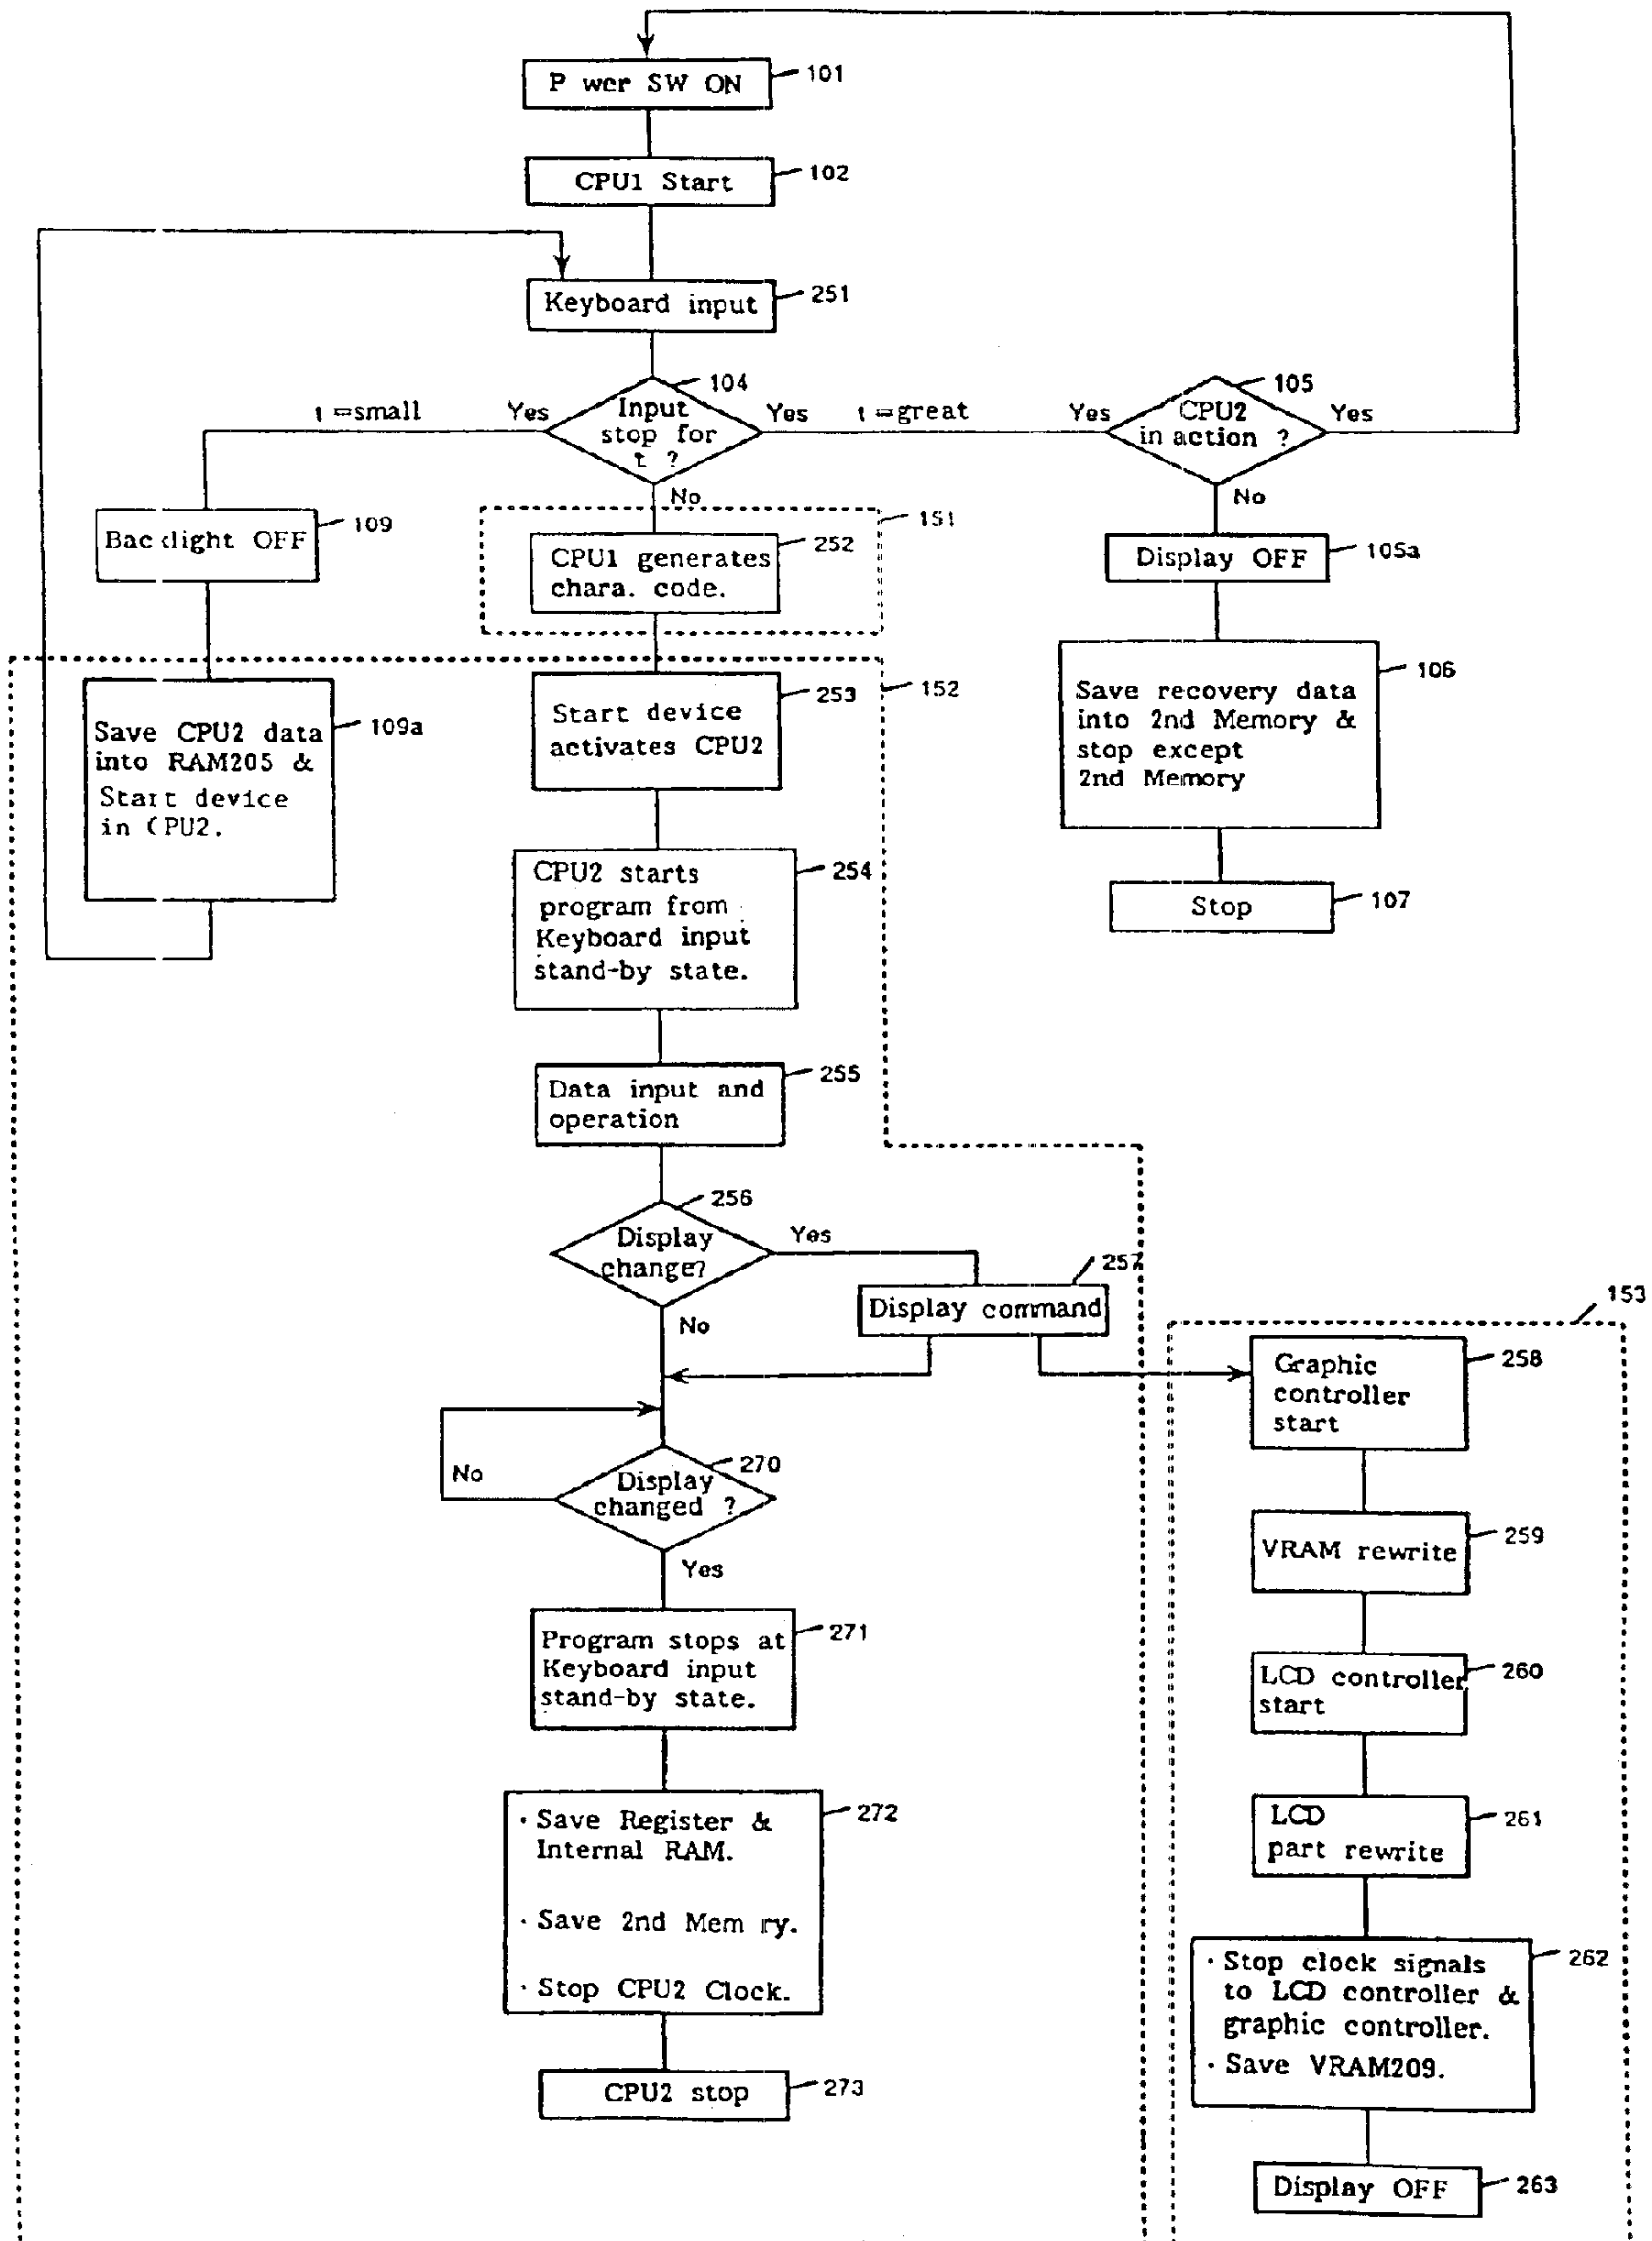 P wer SW ON
101
CPU1 Start
102
Keyboard input
251
104
Input
stop for
t ?
t =small
Yes
Yes
t =great
Yes
105
CPU2
in action ?
Yes
No
No
151
Backlight OFF
109
CPU1 generates
chara. code.
252
Display OFF
105a
152
Save CPU2 data
into RAM205 &
Start device
in CPU2.
109a
Start device
activates CPU2
253
Save recovery data
into 2nd Memory &
stop except
2nd Memory
106
CPU2 starts
program from
Keyboard input
stand-by state.
254
Stop
107
Data input and
operation
255
256
Display
change?
Yes
No
257
Display command
153
Graphic
controller
start
258
270
Display
changed ?
No
Yes
VRAM rewrite
259
Program stops at
Keyboard input
stand-by state.
271
LCD controller
start
260
· Save Register &
Internal RAM.
· Save 2nd Mem ry.
· Stop CPU2 Clock.
272
LCD
part rewrite
261
· Stop clock signals
to LCD controller &
graphic controller.
· Save VRAM209.
262
CPU2 stop
273
Display OFF
263